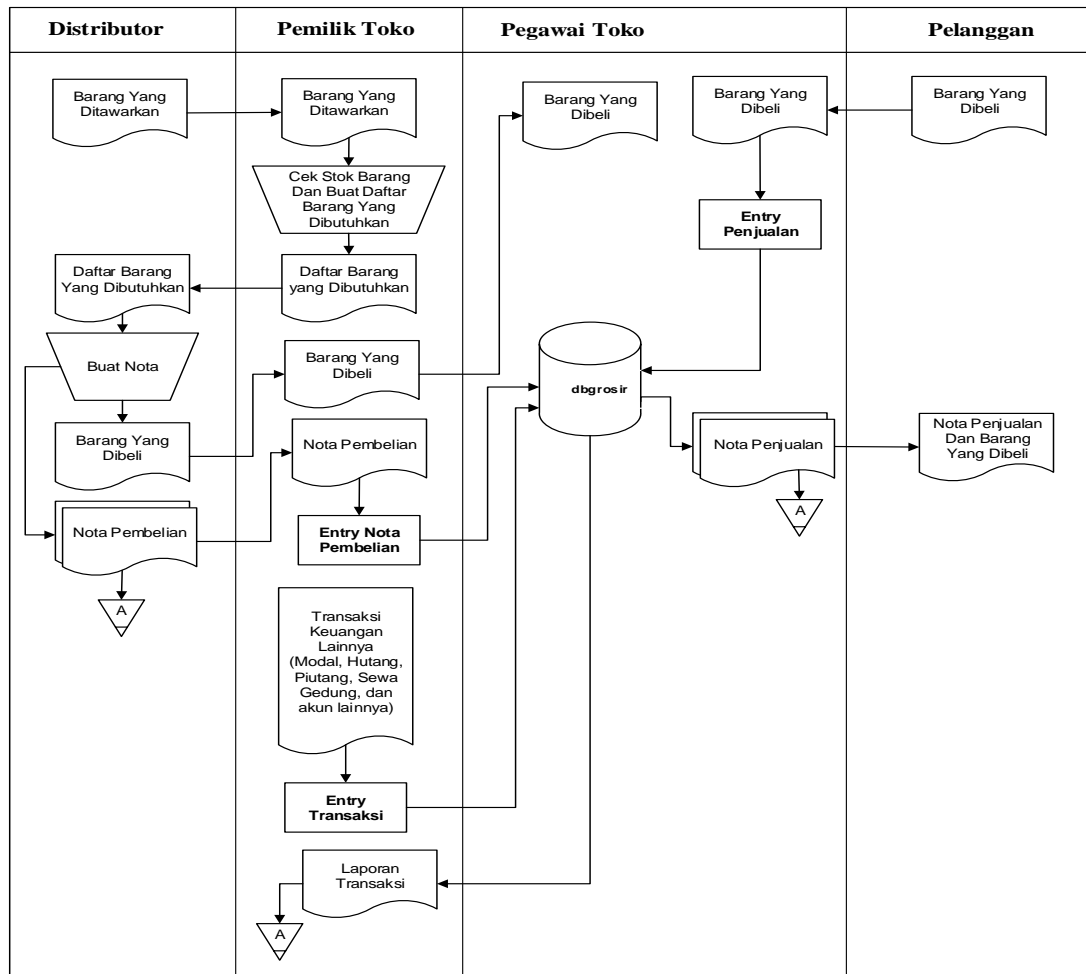 Distributor
Pemilik Toko
Pegawai Toko
Pelanggan
Barang Yang
Ditawarkan
Barang Yang
Ditawarkan
Barang Yang
Dibeli
Barang Yang
Dibeli
Barang Yang
Dibeli
Cek Stok Barang
Dan Buat Daftar
Barang Yang
Dibutuhkan
Entry
Penjualan
Daftar Barang
Yang Dibutuhkan
Daftar Barang
yang Dibutuhkan
Buat Nota
Barang Yang
Dibeli
dbgrosir
Barang Yang
Dibeli
Nota Pembelian
Nota Penjualan
Nota Penjualan
Dan Barang
Yang Dibeli
A
Nota Pembelian
Entry Nota
Pembelian
A
Transaksi
Keuangan
Lainnya
(Modal, Hutang,
Piutang, Sewa
Gedung, dan
akun lainnya)
Entry
Transaksi
Laporan
Transaksi
A